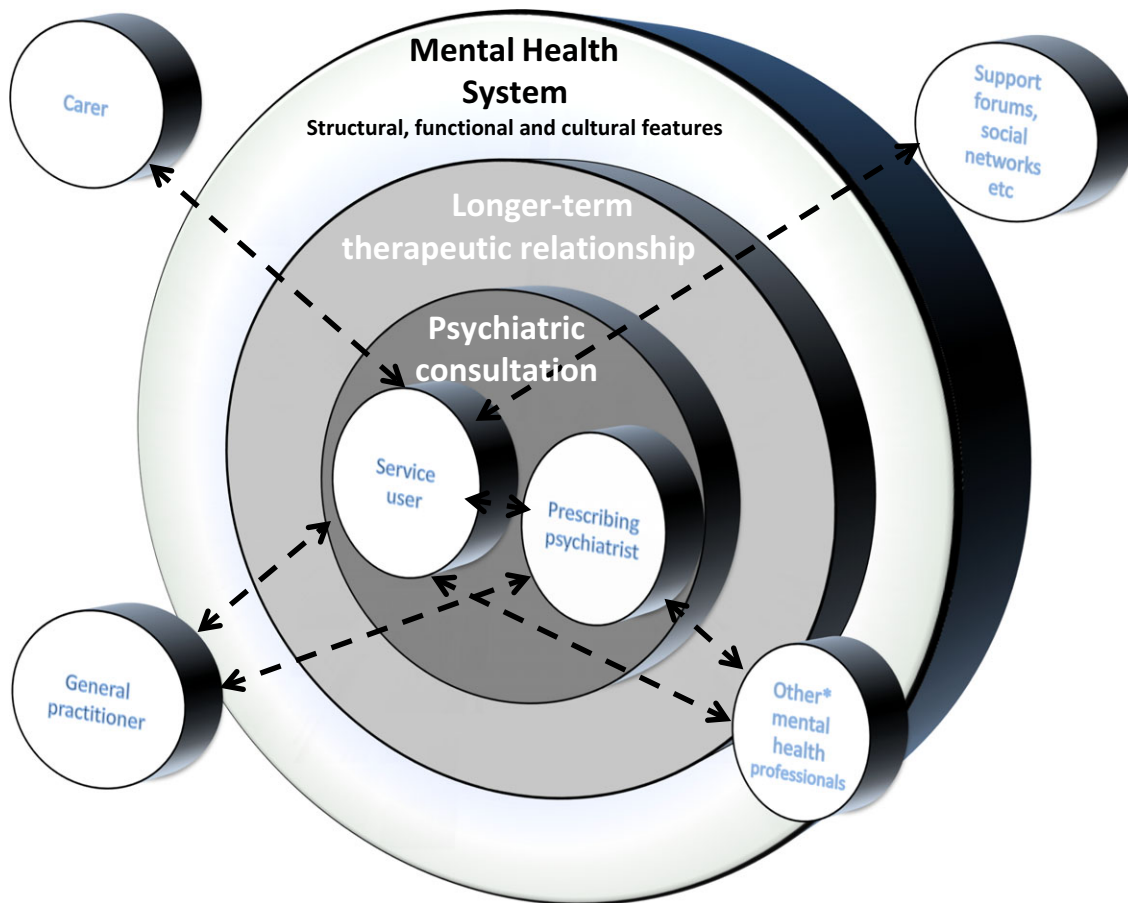 Mental Health
System
Structural, functional and cultural features
Carer
Support
forums,
social
networks
etc
Longer-term
therapeutic relationship
Psychiatric
consultation
Service
user
Prescribing
psychiatrist
General
practitioner
Other*
mental
health
professionals